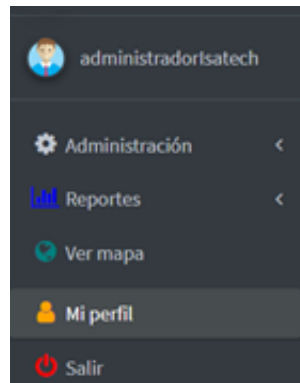 administradorIsatech
Administración
Reportes
Ver mapa
Mi perfil
Salir